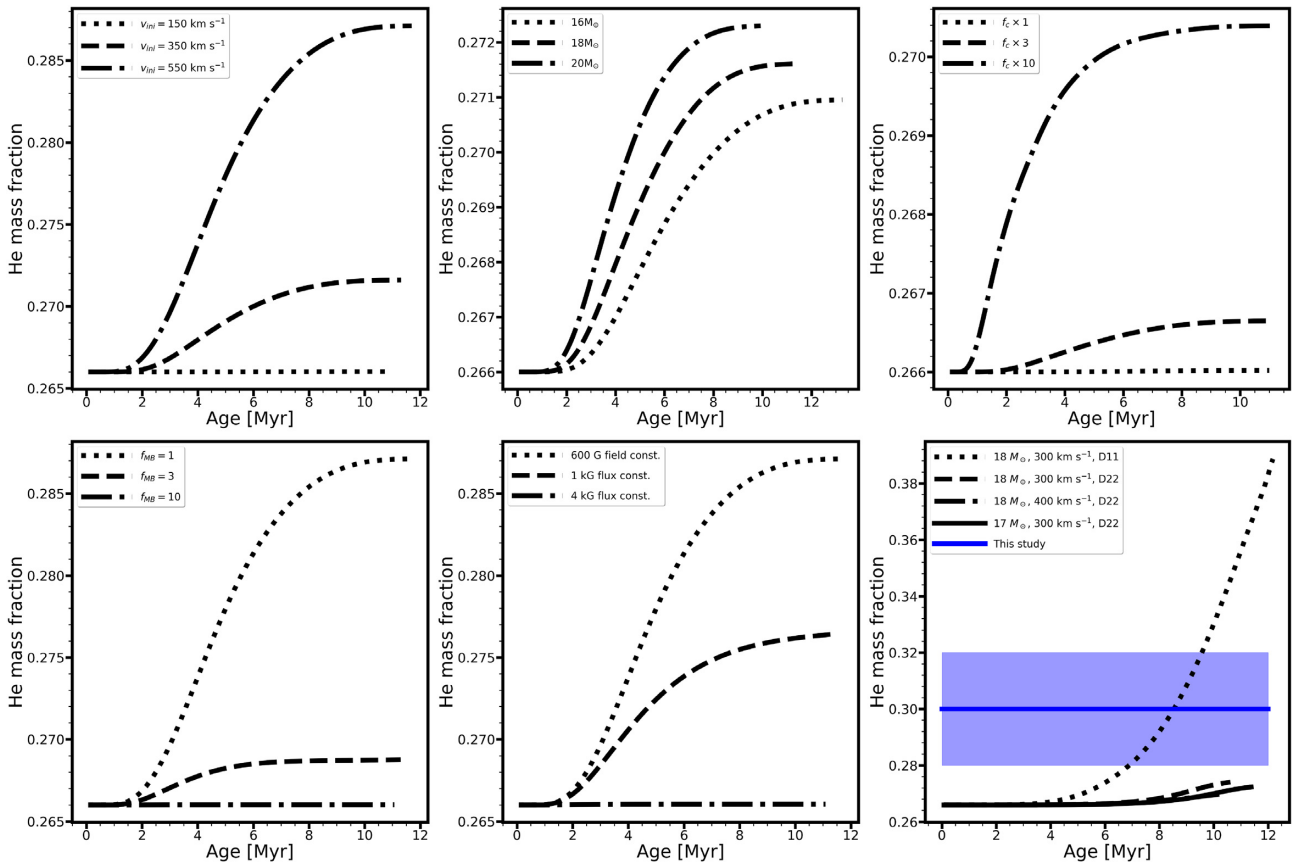 He mass fraction
0.285
0.280
0.275
0.270
0.265
v_ini = 150 km s⁻¹
v_ini = 350 km s⁻¹
v_ini = 550 km s⁻¹
0 2 4 6 8 10 12
Age [Myr]
He mass fraction
0.272
0.271
0.270
0.269
0.268
0.267
0.266
16M⊙
18M⊙
20M⊙
0 2 4 6 8 10 12
Age [Myr]
He mass fraction
0.270
0.269
0.268
0.267
0.266
f_c × 1
f_c × 3
f_c × 10
0 2 4 6 8 10
Age [Myr]
He mass fraction
0.285
0.280
0.275
0.270
0.265
f_MB = 1
f_MB = 3
f_MB = 10
0 2 4 6 8 10 12
Age [Myr]
He mass fraction
0.285
0.280
0.275
0.270
0.265
600 G field const.
1 kG flux const.
4 kG flux const.
0 2 4 6 8 10 12
Age [Myr]
He mass fraction
0.38
0.36
0.34
0.32
0.30
0.28
0.26
18 M⊙, 300 km s⁻¹, D11
18 M⊙, 300 km s⁻¹, D22
18 M⊙, 400 km s⁻¹, D22
17 M⊙, 300 km s⁻¹, D22
This study
0 2 4 6 8 10 12
Age [Myr]